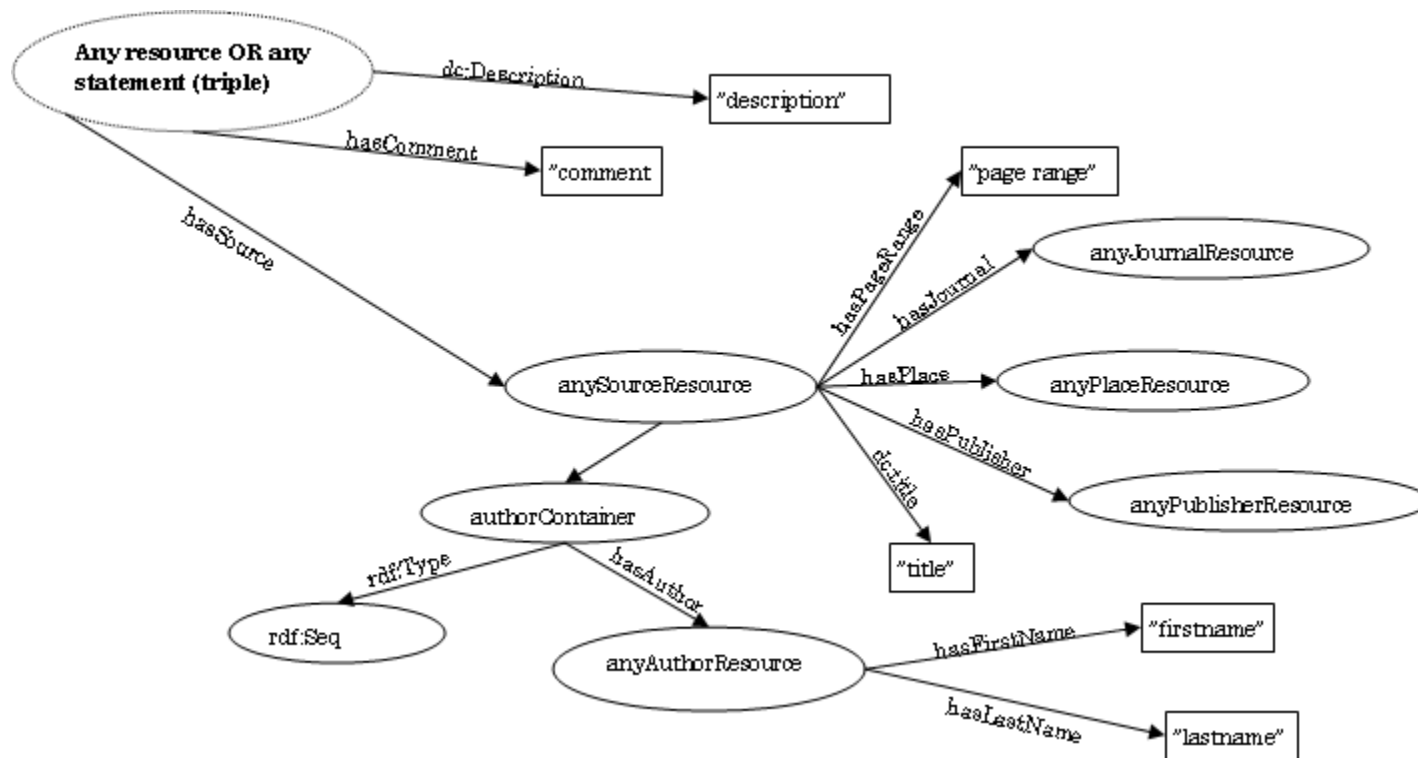 Any resource OR any
statement (triple)
dc:Description
"description"
hasComment
"comment
hasSource
"page range"
hasPageRange
anyJournalResource
hasJournal
anySourceResource
hasPlace
anyPlaceResource
hasPublisher
anyPublisherResource
dc:title
"title"
authorContainer
rdf:Type
hasAuthor
rdf:Seq
anyAuthorResource
hasFirstName
"firstname"
hasLastName
"lastname"